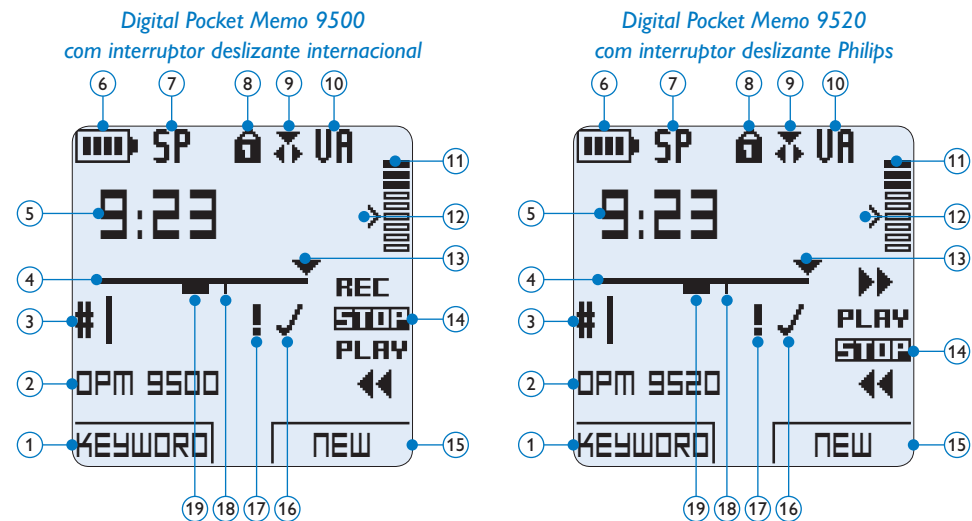 Digital Pocket Memo 9500
com interruptor deslizante internacional
6 7 8 9 10
SP VA
11
5 9:23 12
4 13
REC
3 #1 ! ✓ STOP 14
PLAY
2 DPM 9500
1 KEYWORD NEW 15
19 18 17 16
Digital Pocket Memo 9520
com interruptor deslizante Philips
6 7 8 9 10
SP VA
11
5 9:23 12
4 13
3 #1 ! ✓ PLAY
STOP 14
2 DPM 9520
1 KEYWORD NEW 15
19 18 17 16